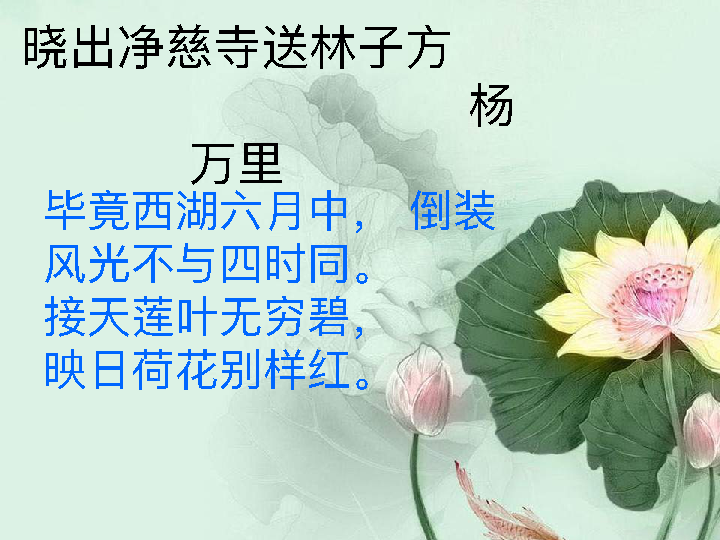 晓出净慈寺送林子方
杨
万里
毕竟西湖六月中， 倒装
风光不与四时同。
接天莲叶无穷碧，
映日荷花别样红。